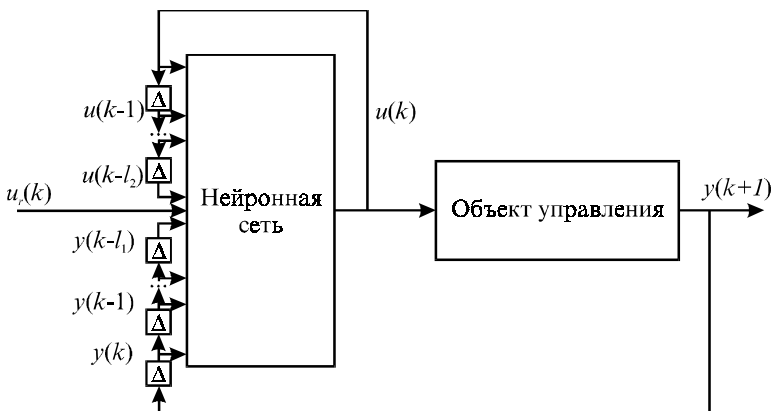 Δ
u(k-1)
...
Δ
u(k-l₂)
uᵣ(k)
y(k-l₁)
Δ
...
y(k-1)
Δ
y(k)
Δ
Нейронная
сеть
u(k)
Объект управления
y(k+1)